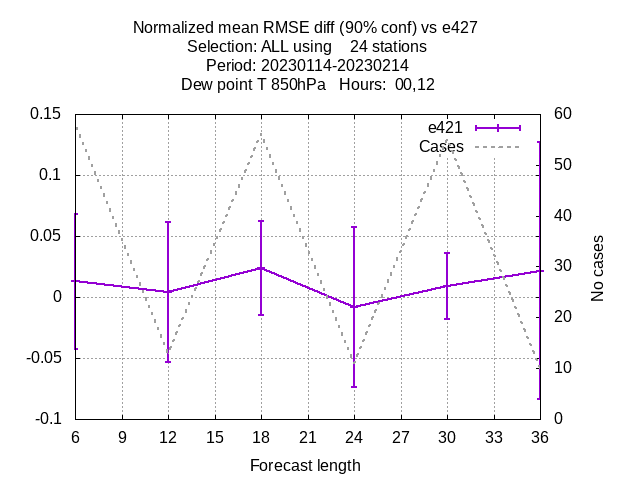 Normalized mean RMSE diff (90% conf) vs e427
Selection: ALL using    24 stations
Period: 20230114-20230214
Dew point T 850hPa   Hours:  00,12
0.15
0.1
0.05
0
-0.05
-0.1
60
50
40
30
20
10
0
e421
Cases
No cases
6 9 12 15 18 21 24 27 30 33 36
Forecast length